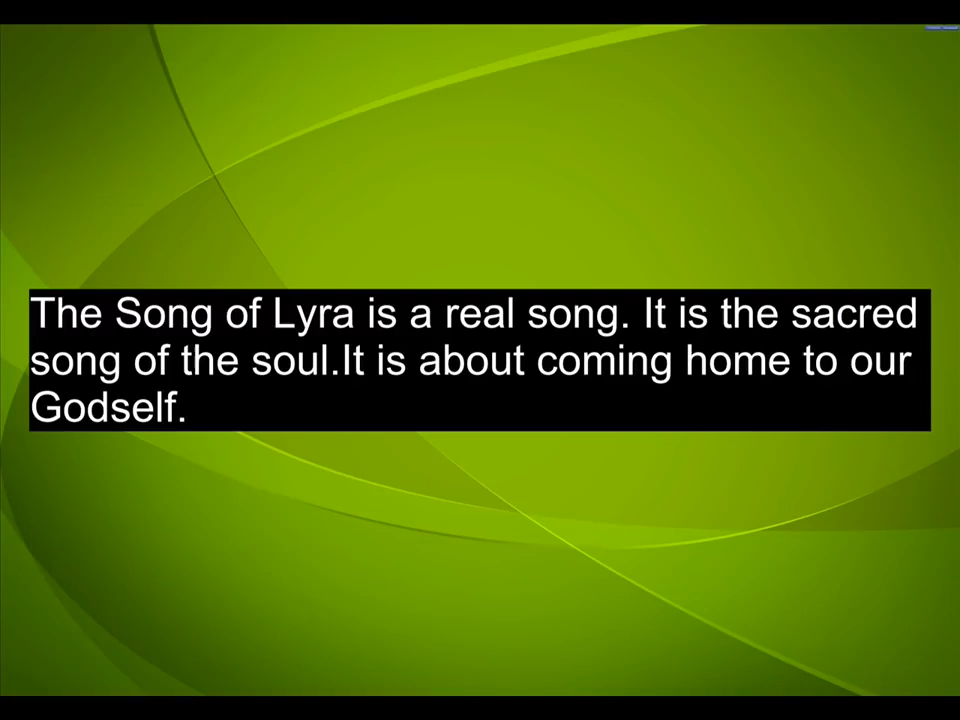 The Song of Lyra is a real song. It is the sacred
song of the soul.It is about coming home to our
Godself.